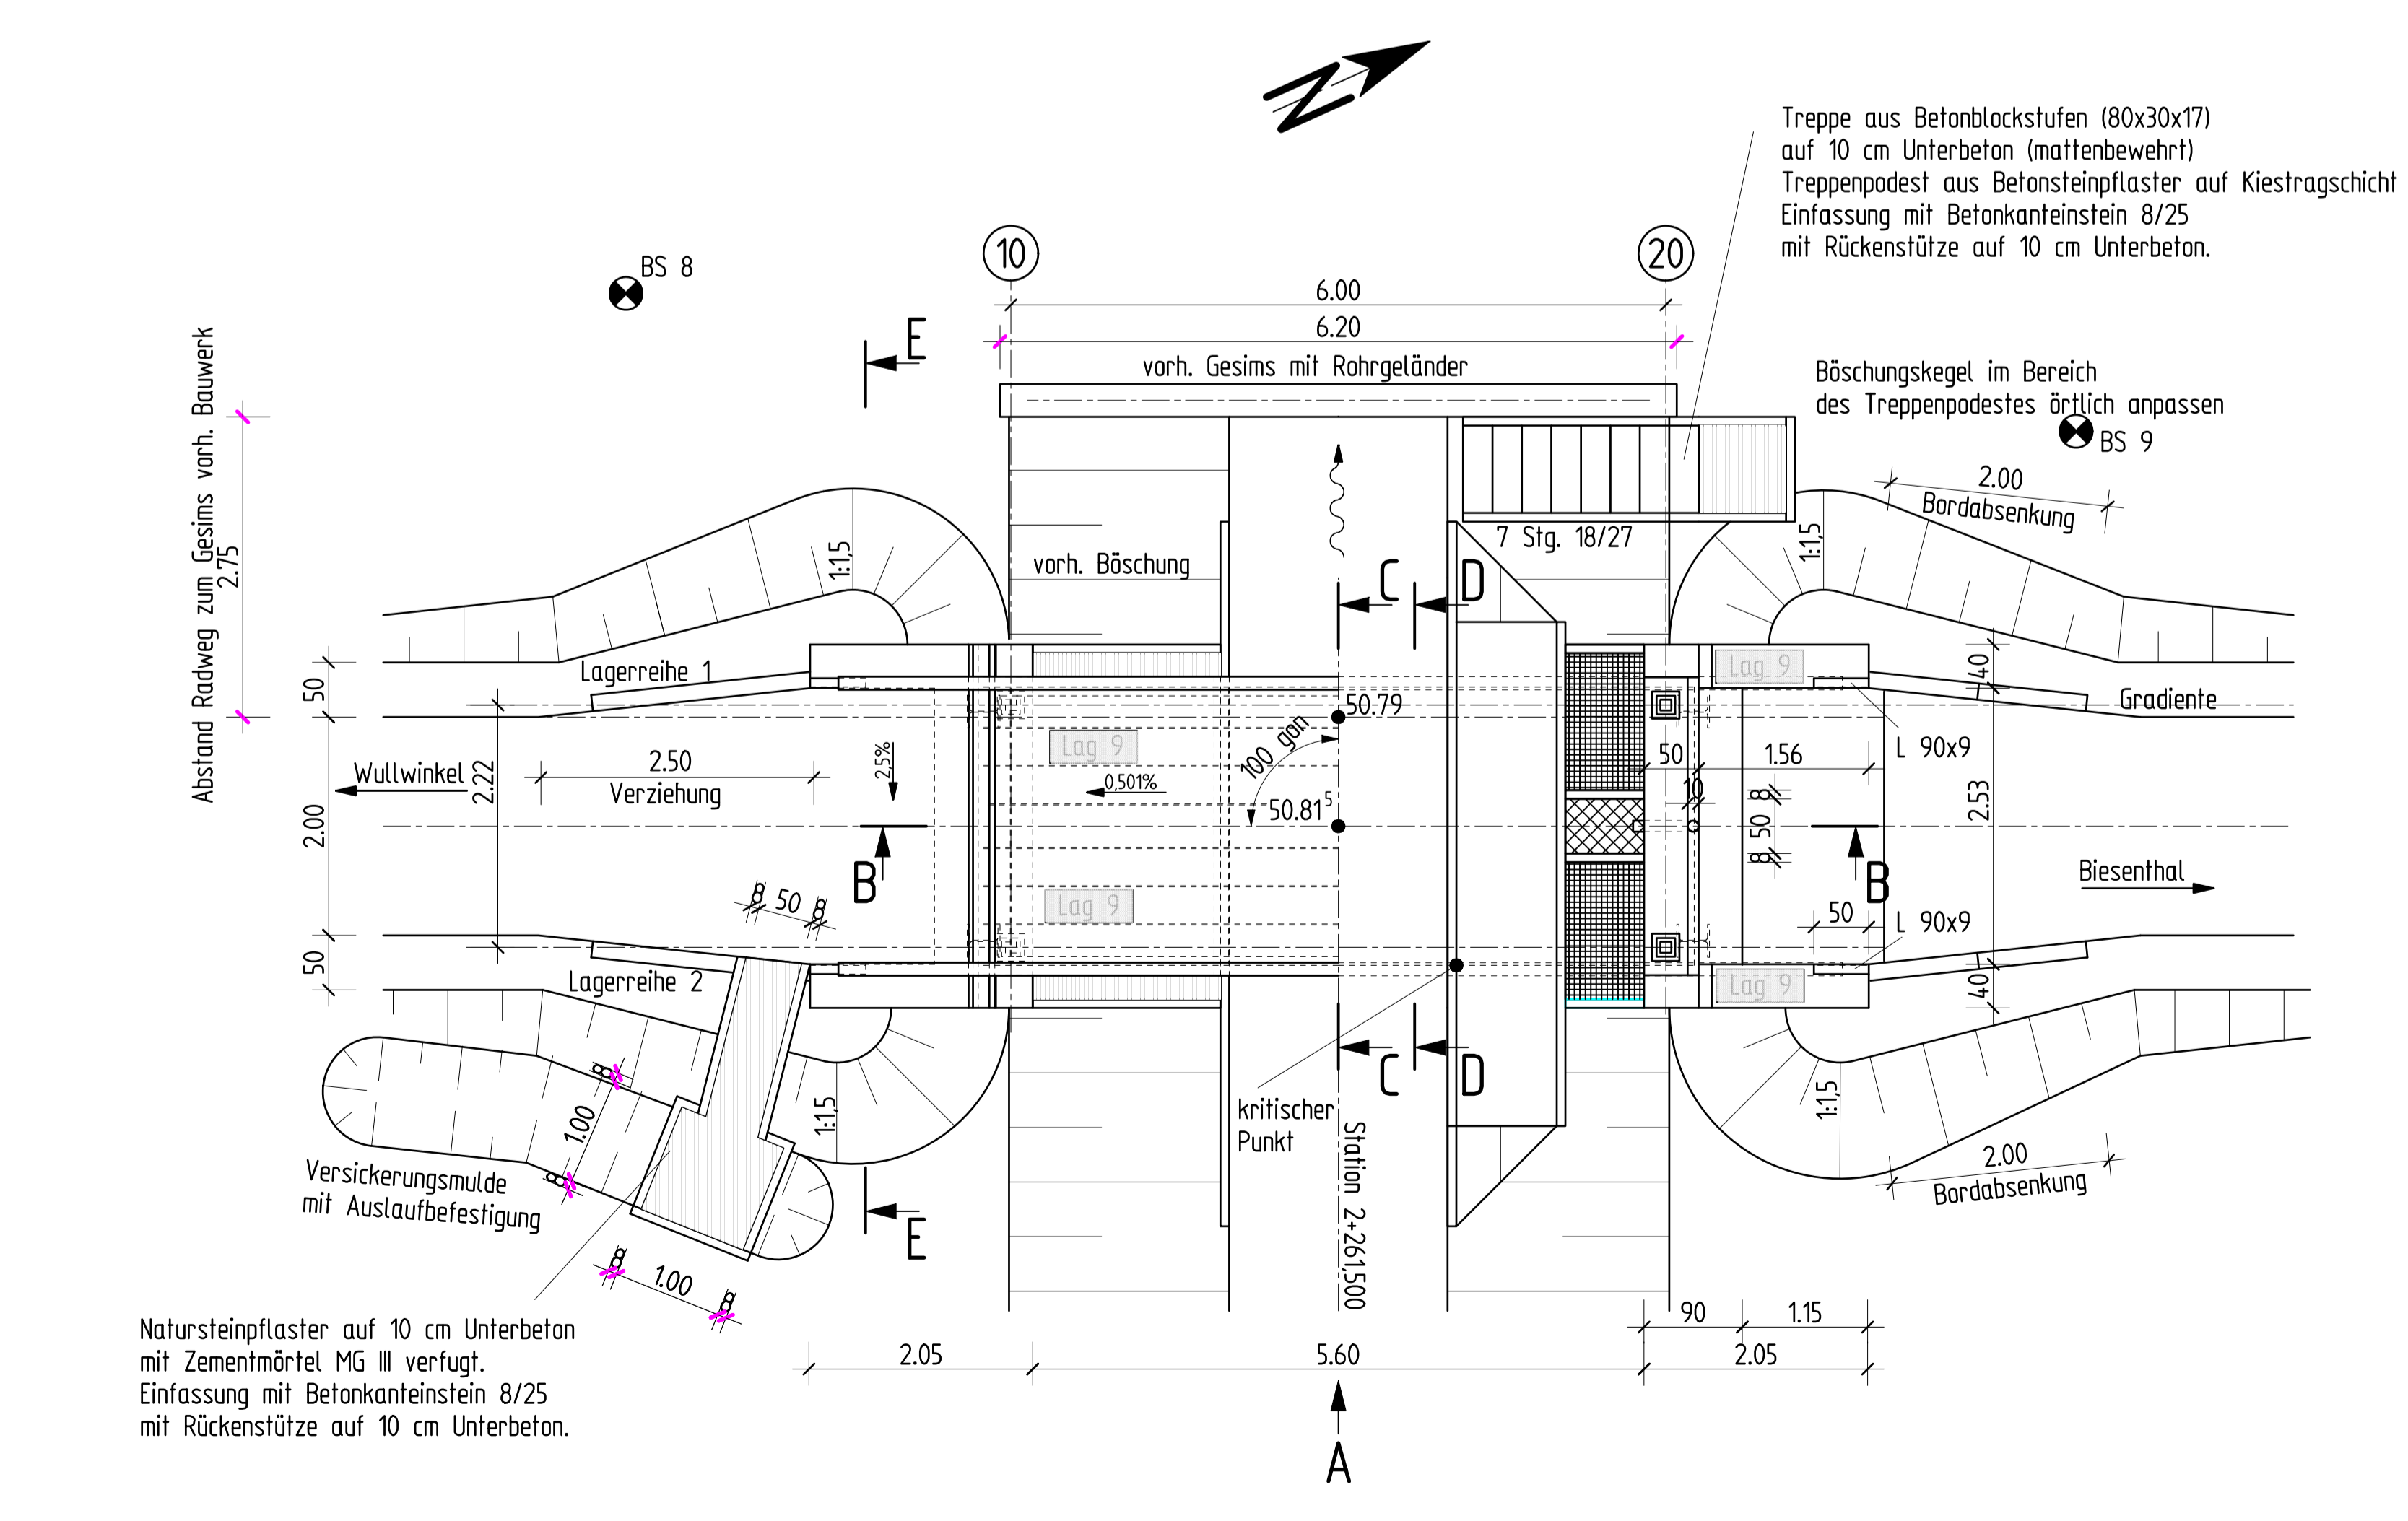 N
Treppe aus Betonblockstufen (80x30x17)
auf 10 cm Unterbeton (mattenbewehrt)
Treppenpodest aus Betonsteinpflaster auf Kiestragschicht
Einfassung mit Betonkanteinstein 8/25
mit Rückenstütze auf 10 cm Unterbeton.
10
20
BS 8
6.00
6.20
E
vorh. Gesims mit Rohrgeländer
Böschungskegel im Bereich
des Treppenpodestes örtlich anpassen
BS 9
2.00
Bordabsenkung
Abstand Radweg zum Gesims vorh. Bauwerk
2.75
1:1,5
vorh. Böschung
7 Stg. 18/27
1:1,5
C
D
50
Lagerreihe 1
Lag 9
40
Gradiente
50.79
Lag 9
100 gon
L 90x9
50
1.56
10
Wullwinkel
2.22
2.50
Verziehung
2,5%
0,501%
50.81⁵
8
50
8
2.53
2.00
B
B
Biesenthal
8
50
8
Lag 9
50
L 90x9
50
Lagerreihe 2
Lag 9
40
C
D
8
1.00
8
1:1,5
kritischer
Punkt
Station 2+261,500
1:1,5
Versickerungsmulde
mit Auslaufbefestigung
2.00
Bordabsenkung
E
8
1.00
8
90
1.15
Natursteinpflaster auf 10 cm Unterbeton
mit Zementmörtel MG III verfugt.
Einfassung mit Betonkanteinstein 8/25
mit Rückenstütze auf 10 cm Unterbeton.
2.05
5.60
2.05
A